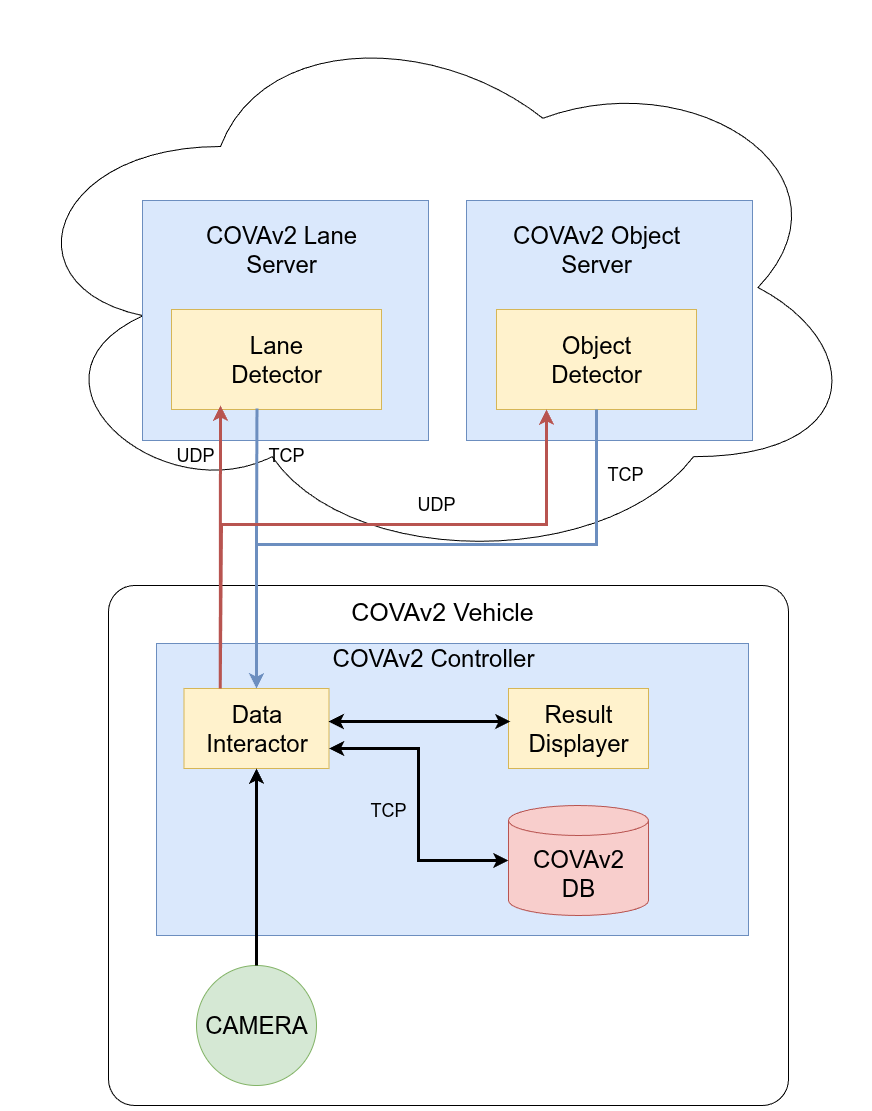 COVAv2 Lane
Server
COVAv2 Object
Server
Lane
Detector
Object
Detector
UDP
TCP
TCP
UDP
COVAv2 Vehicle
COVAv2 Controller
Data
Interactor
Result
Displayer
TCP
COVAv2
DB
CAMERA